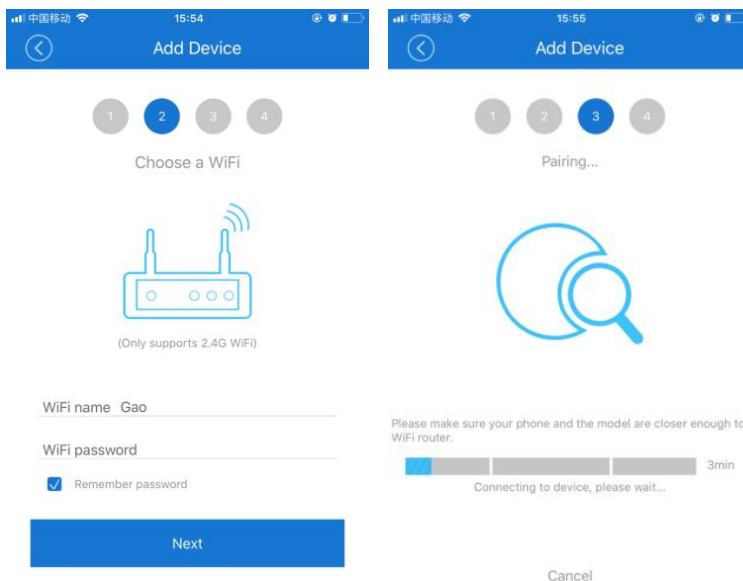 中国移动 15:54
Add Device
1 2 3 4
Choose a WiFi
(Only supports 2.4G WiFi)
WiFi name Gao
WiFi password
Remember password
Next
中国移动 15:55
Add Device
1 2 3 4
Pairing...
Please make sure your phone and the model are closer enough to
WiFi router.
3min
Connecting to device, please wait...
Cancel